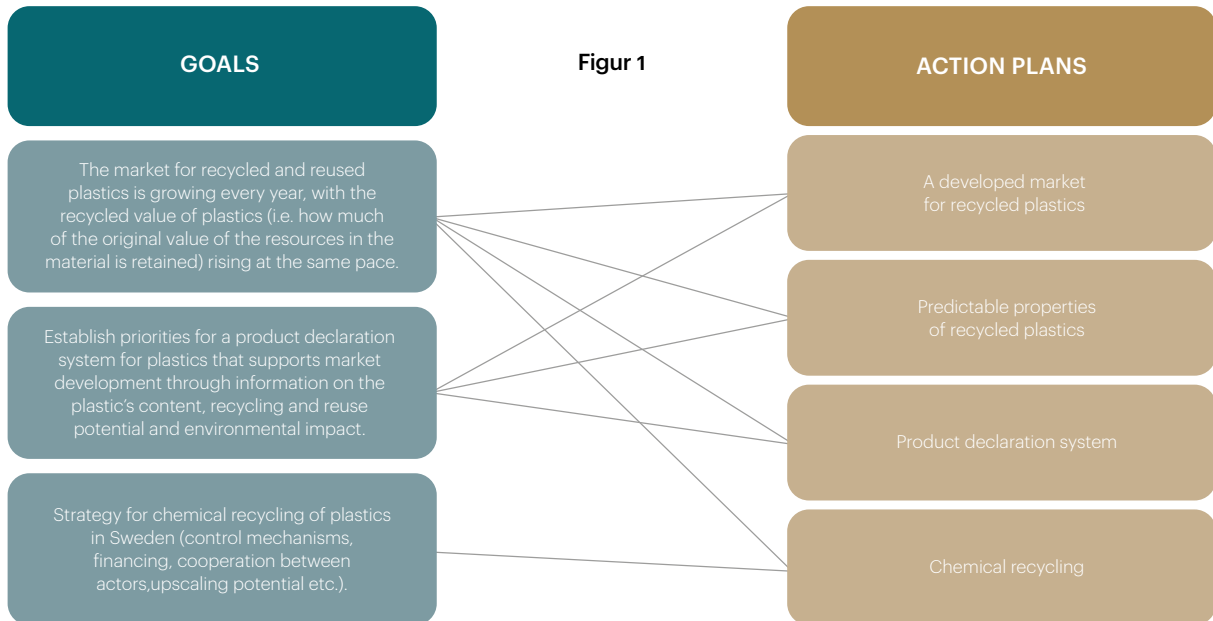 GOALS
Figur 1
ACTION PLANS
The market for recycled and reused
plastics is growing every year, with the
recycled value of plastics (i.e. how much
of the original value of the resources in the
material is retained) rising at the same pace.
Establish priorities for a product declaration
system for plastics that supports market
development through information on the
plastic’s content, recycling and reuse
potential and environmental impact.
Strategy for chemical recycling of plastics
in Sweden (control mechanisms,
financing, cooperation between
actors,upscaling potential etc.).
A developed market
for recycled plastics
Predictable properties
of recycled plastics
Product declaration system
Chemical recycling